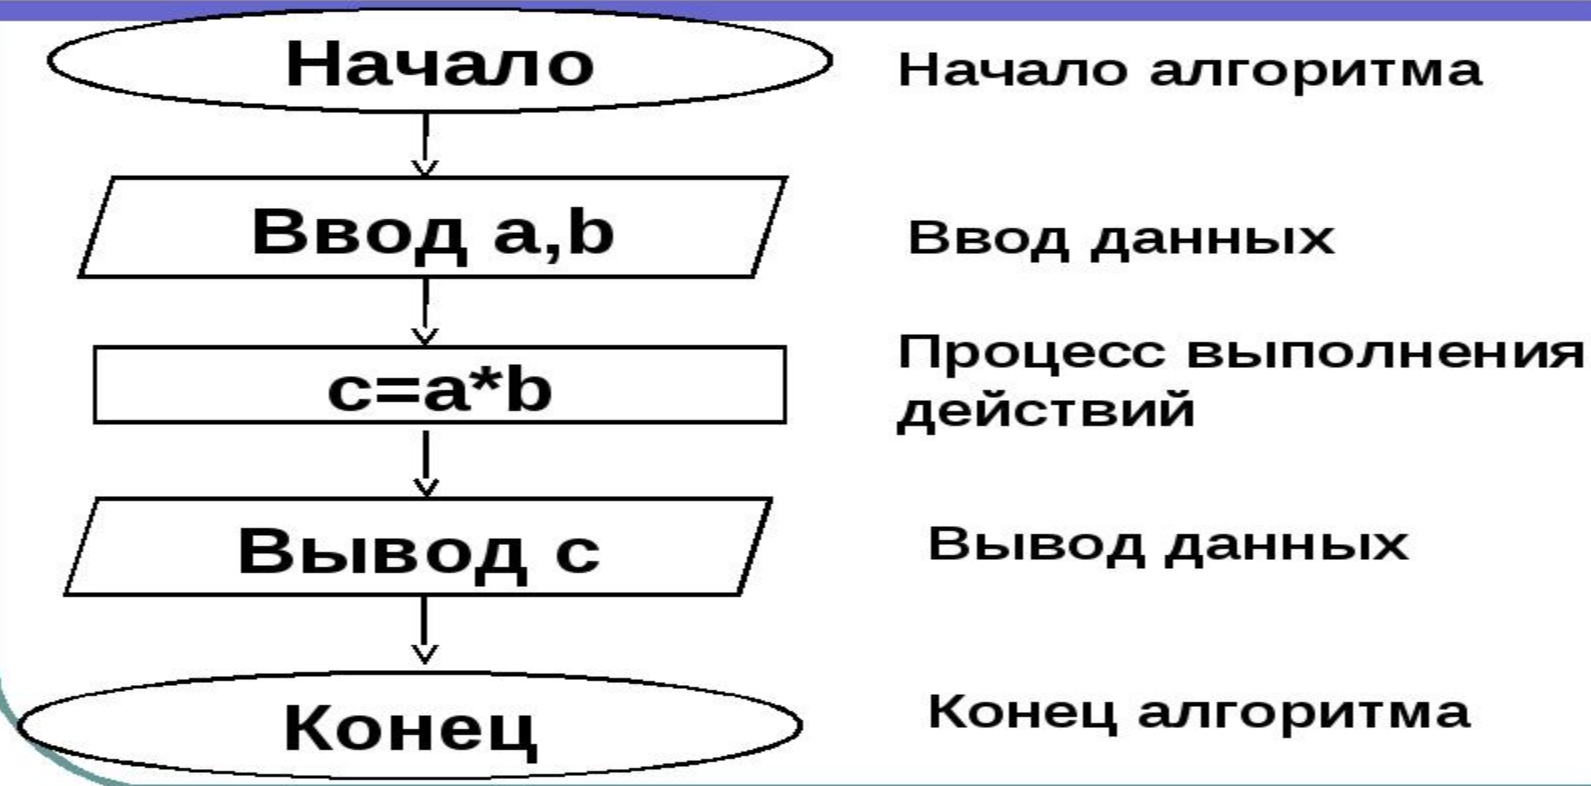 Начало
Начало алгоритма
Ввод a,b
Ввод данных
c=a*b
Процесс выполнения
действий
Вывод c
Вывод данных
Конец
Конец алгоритма